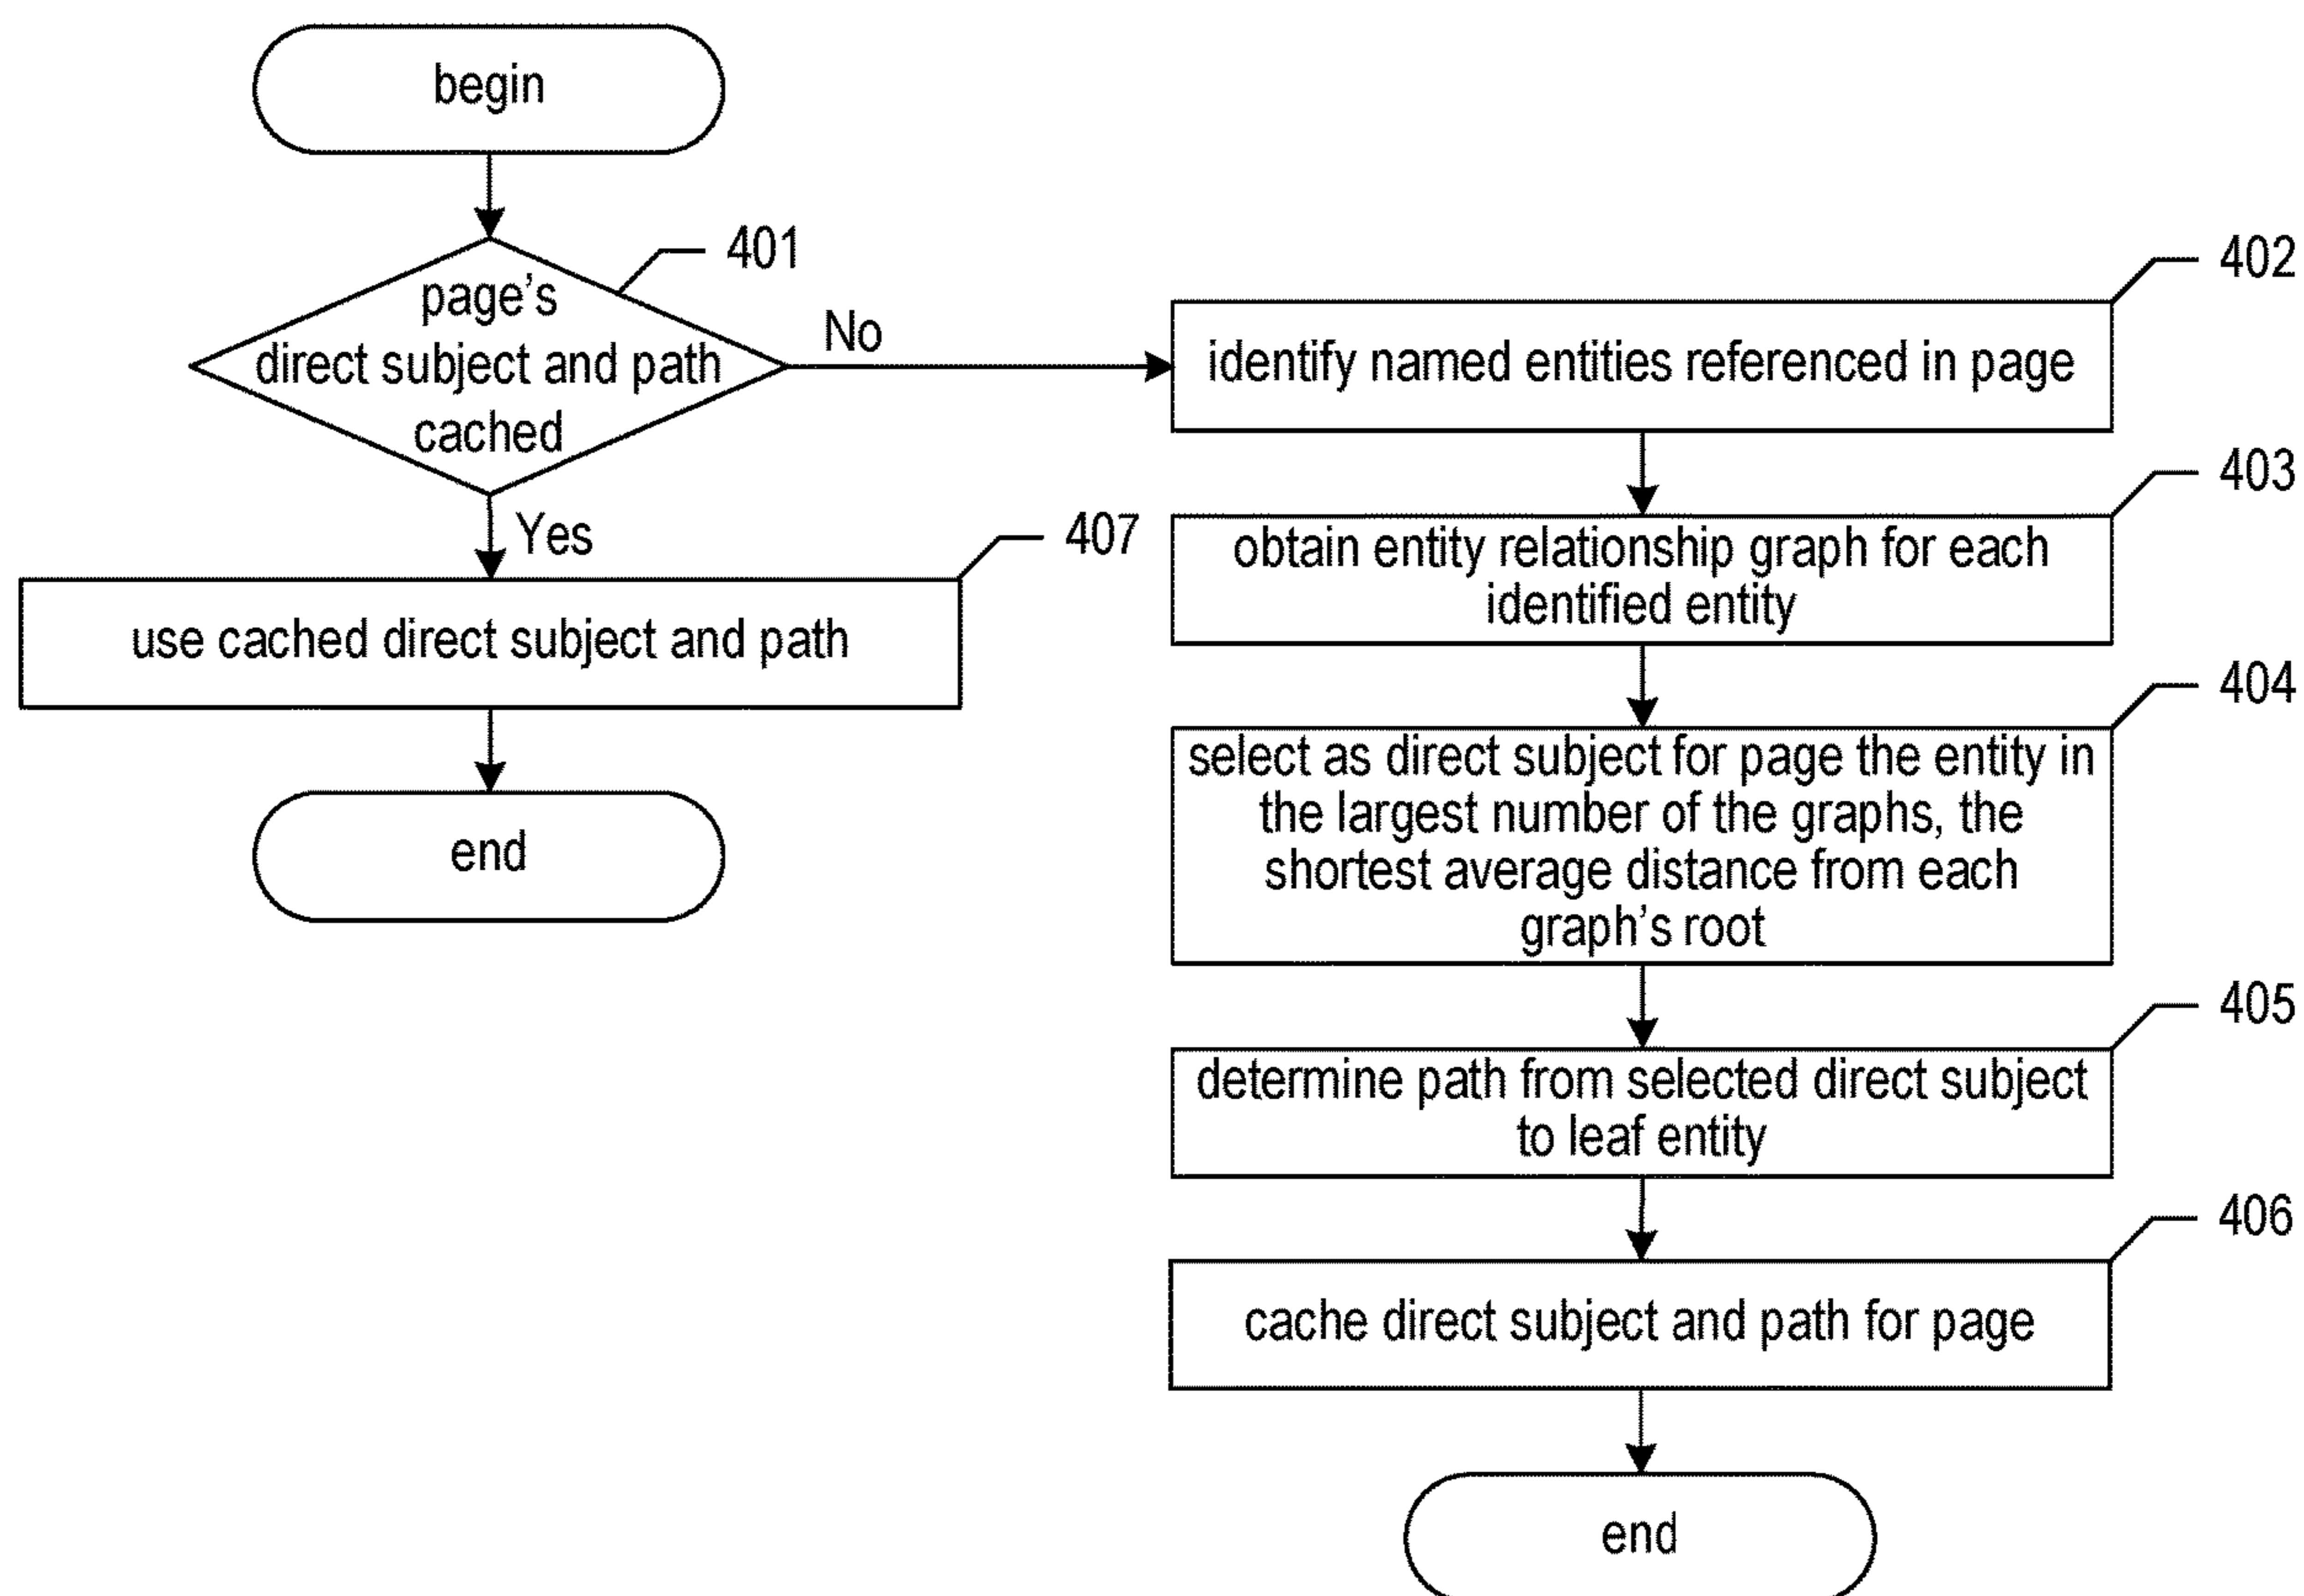 begin
401
page's
direct subject and path
cached
No
Yes
407
use cached direct subject and path
end
402
identify named entities referenced in page
403
obtain entity relationship graph for each
identified entity
404
select as direct subject for page the entity in
the largest number of the graphs, the
shortest average distance from each
graph's root
405
determine path from selected direct subject
to leaf entity
406
cache direct subject and path for page
end